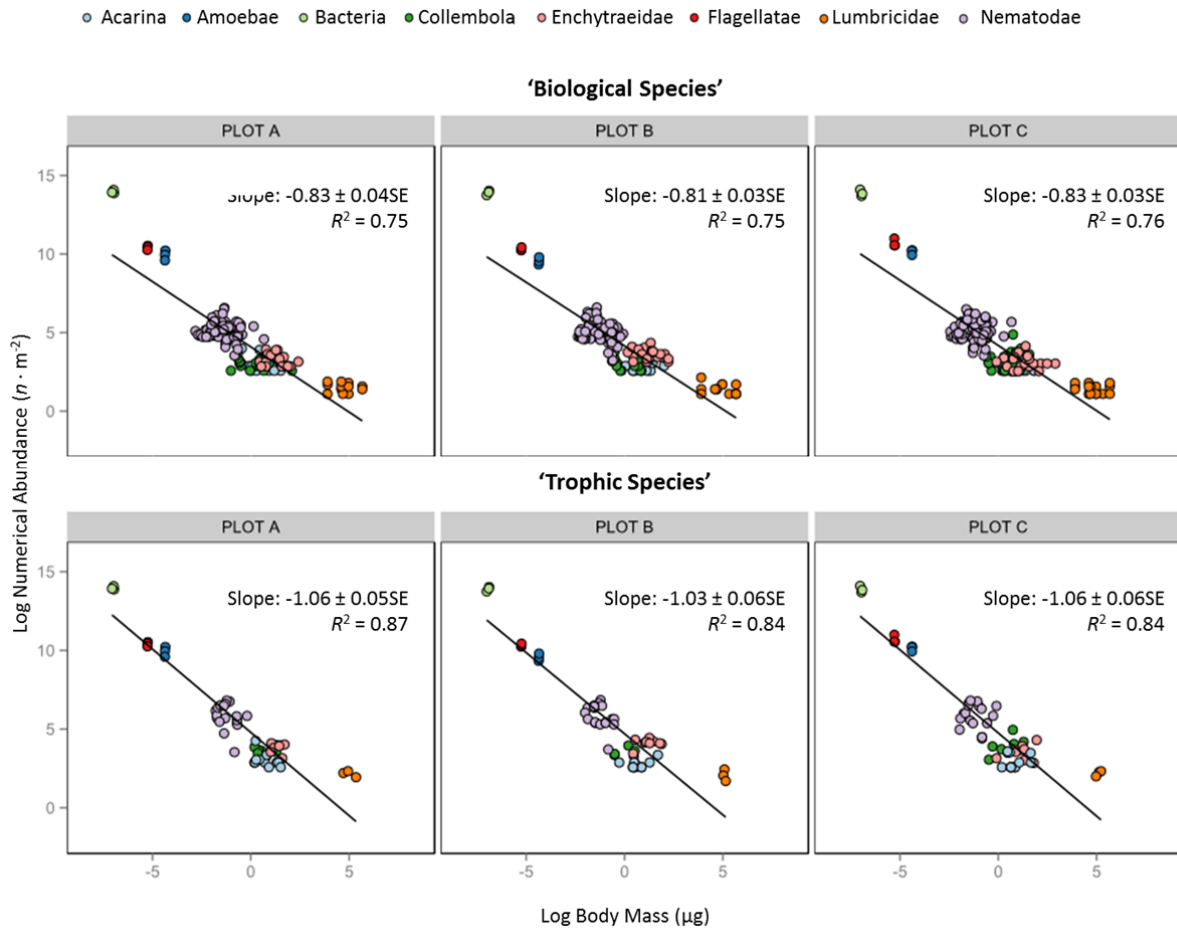 Acarina Amoebae Bacteria Collembola Enchytraeidae Flagellatae Lumbricidae Nematodae
‘Biological Species’
PLOT A PLOT B PLOT C
15
10
5
0
-0.83 ± 0.04SE
R² = 0.75
Slope: -0.81 ± 0.03SE
R² = 0.75
Slope: -0.83 ± 0.03SE
R² = 0.76
Log Numerical Abundance (n · m⁻²)
‘Trophic Species’
PLOT A PLOT B PLOT C
15
10
5
0
Slope: -1.06 ± 0.05SE
R² = 0.87
Slope: -1.03 ± 0.06SE
R² = 0.84
Slope: -1.06 ± 0.06SE
R² = 0.84
-5 0 5 -5 0 5 -5 0 5
Log Body Mass (µg)